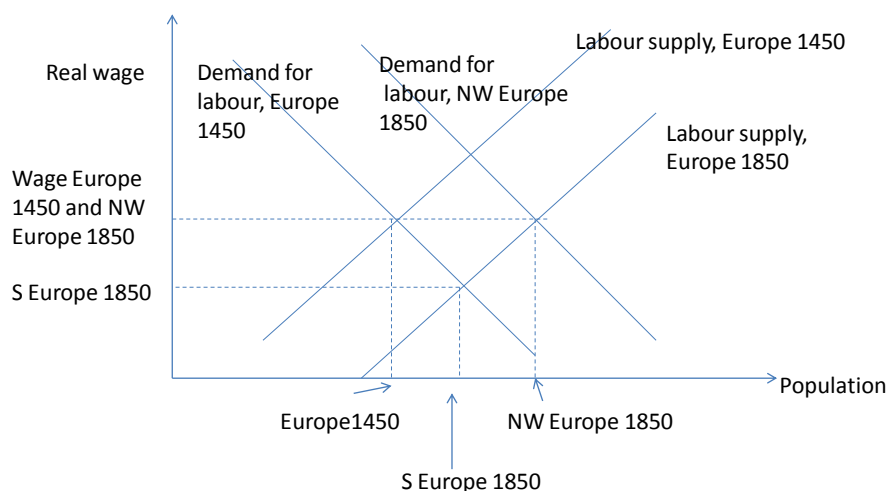 Labour supply, Europe 1450
Real wage
Demand for
labour, Europe
1450
Demand for
labour, NW Europe
1850
Labour supply,
Europe 1850
Wage Europe
1450 and NW
Europe 1850
S Europe 1850
Population
Europe1450
NW Europe 1850
S Europe 1850